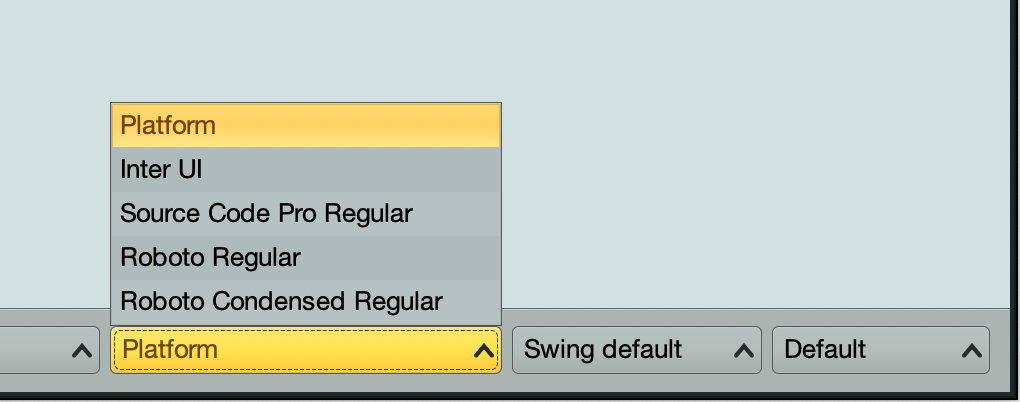 Platform
Inter UI
Source Code Pro Regular
Roboto Regular
Roboto Condensed Regular
Platform
Swing default
Default